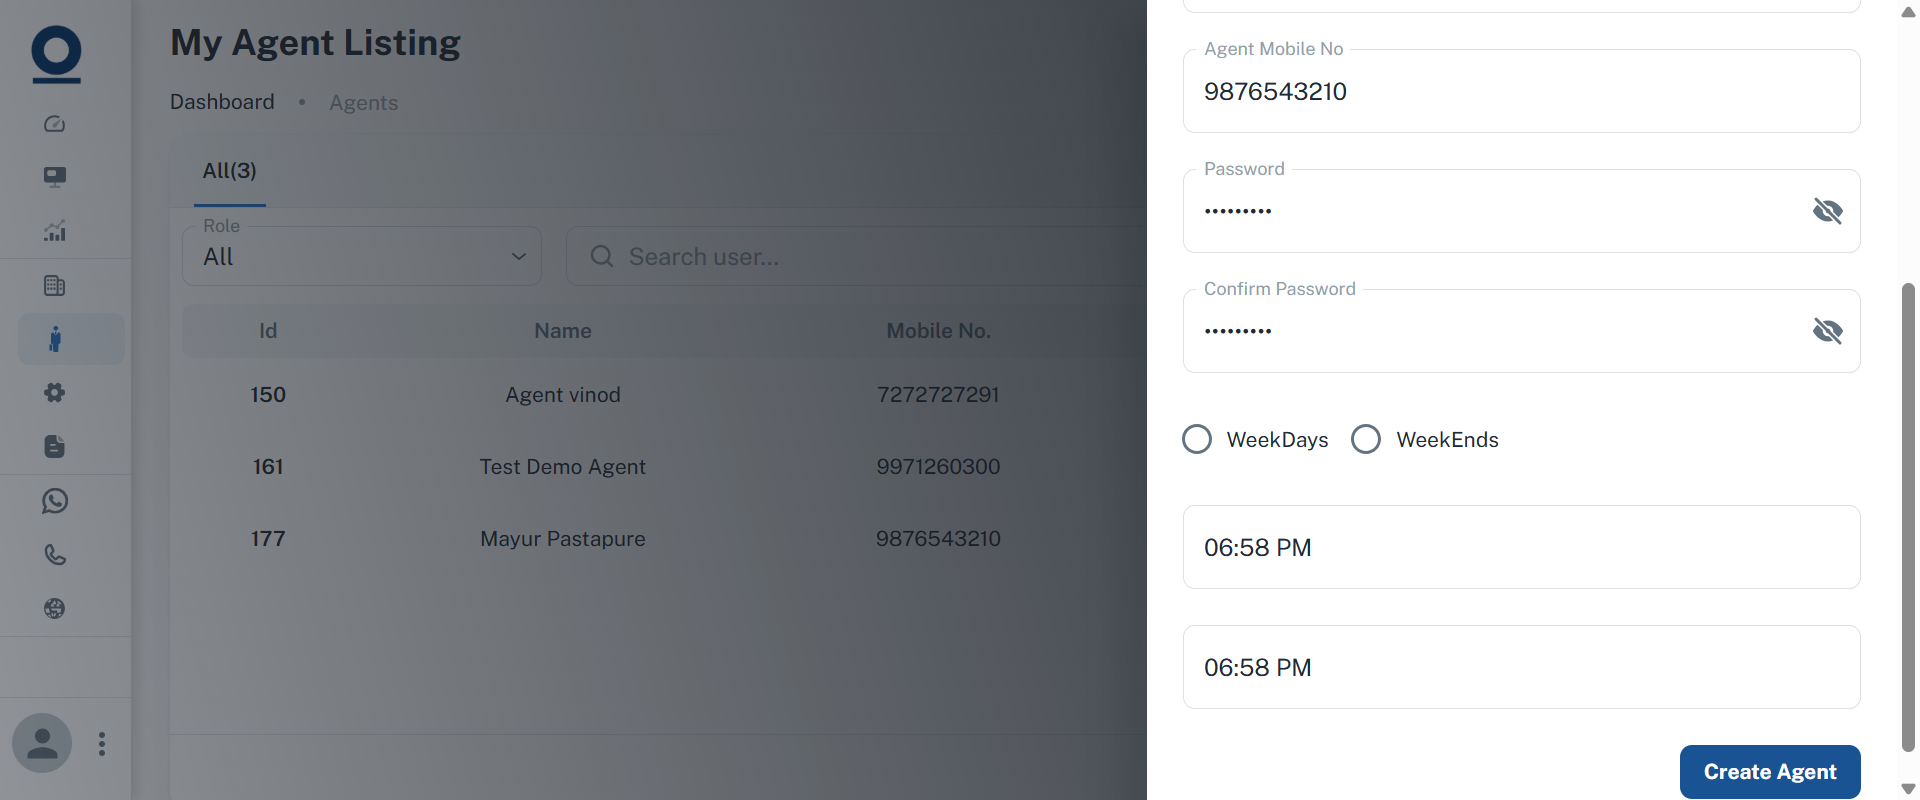 My Agent Listing
Dashboard • Agents
All(3)
Role
All
Search user...
Id Name Mobile No.
150 Agent vinod 7272727291
161 Test Demo Agent 9971260300
177 Mayur Pastapure 9876543210
Agent Mobile No
9876543210
Password
•••••••••
Confirm Password
•••••••••
WeekDays WeekEnds
06:58 PM
06:58 PM
Create Agent